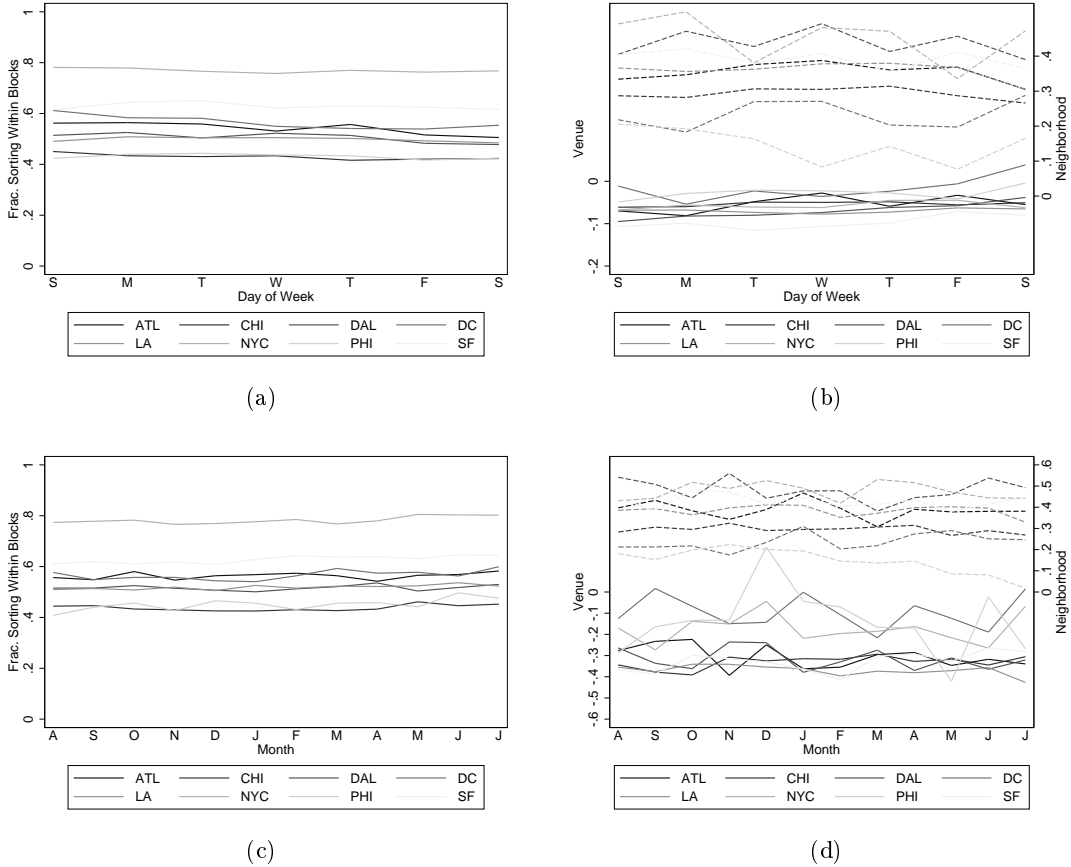 Frac. Sorting Within Blocks
1
.8
.6
.4
.2
0
S M T W T F S
Day of Week
ATL CHI DAL DC
LA NYC PHI SF
(a)
Venue
0
-.1
-.2
.4
.3
.2
.1
0
Neighborhood
S M T W T F S
Day of Week
ATL CHI DAL DC
LA NYC PHI SF
(b)
Frac. Sorting Within Blocks
1
.8
.6
.4
.2
0
A S O N D J F M A M J J
Month
ATL CHI DAL DC
LA NYC PHI SF
(c)
Venue
0
-.1
-.2
-.3
-.4
-.5
-.6
.6
.5
.4
.3
.2
.1
0
Neighborhood
A S O N D J F M A M J J
Month
ATL CHI DAL DC
LA NYC PHI SF
(d)